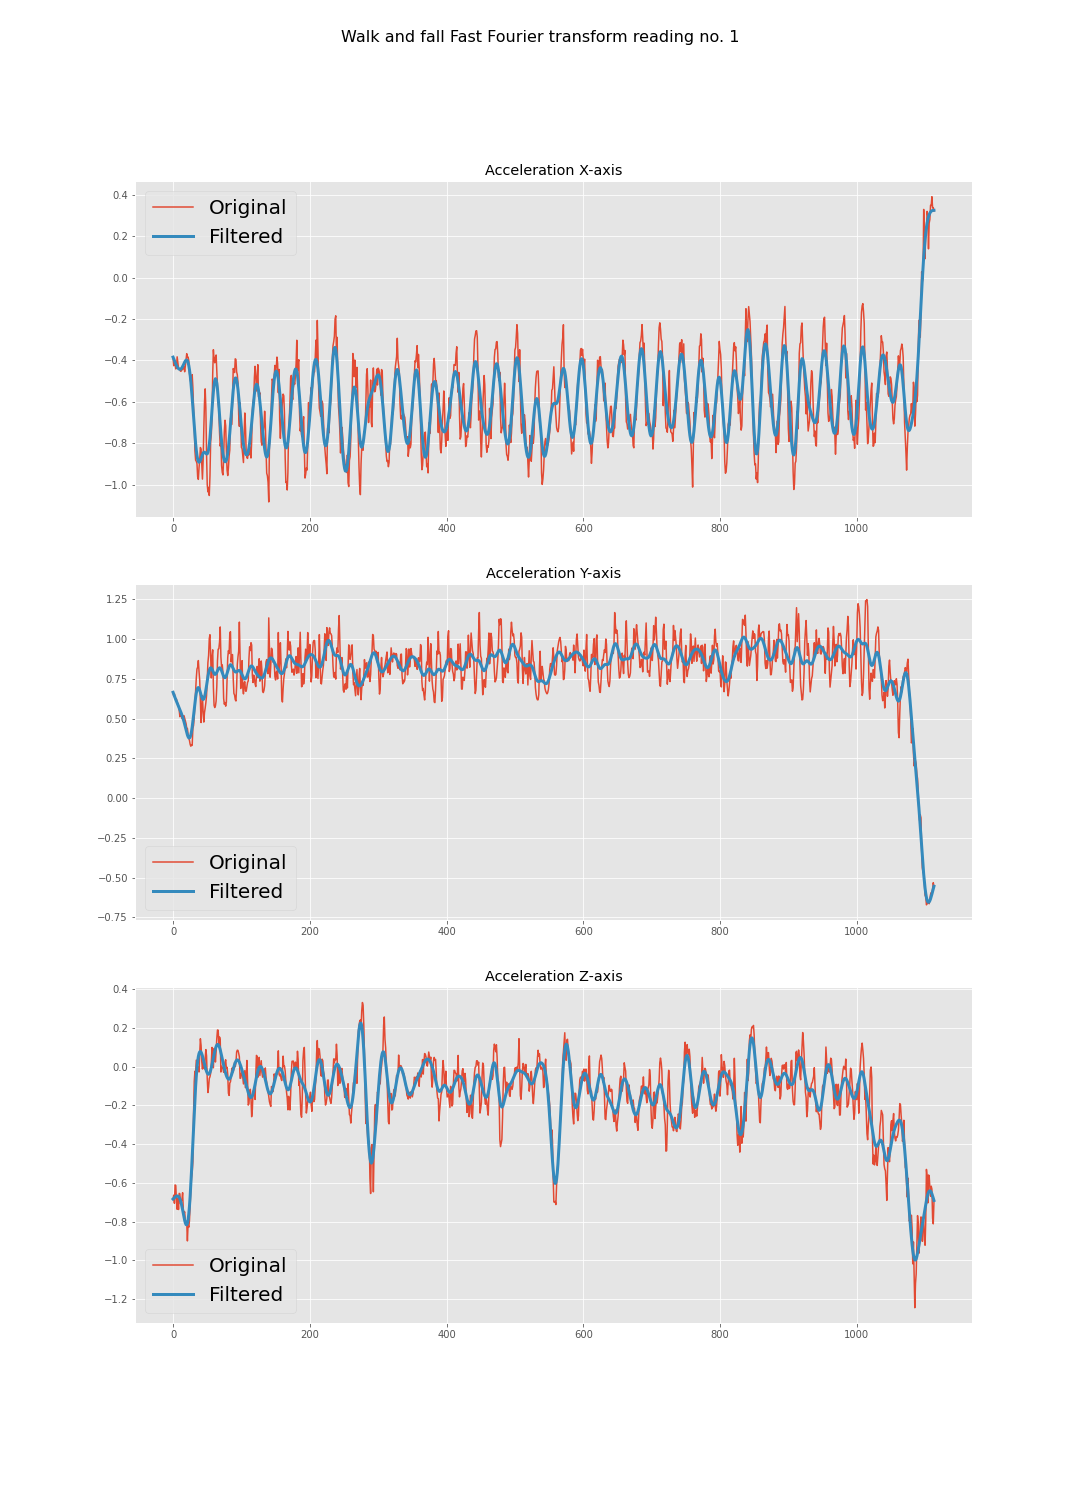 Walk and fall Fast Fourier transform reading no. 1
Acceleration X-axis
0.4
0.2
0.0
−0.2
−0.4
−0.6
−0.8
−1.0
Original
Filtered
0 200 400 600 800 1000
Acceleration Y-axis
1.25
1.00
0.75
0.50
0.25
0.00
−0.25
−0.50
−0.75
Original
Filtered
0 200 400 600 800 1000
Acceleration Z-axis
0.4
0.2
0.0
−0.2
−0.4
−0.6
−0.8
−1.0
−1.2
Original
Filtered
0 200 400 600 800 1000